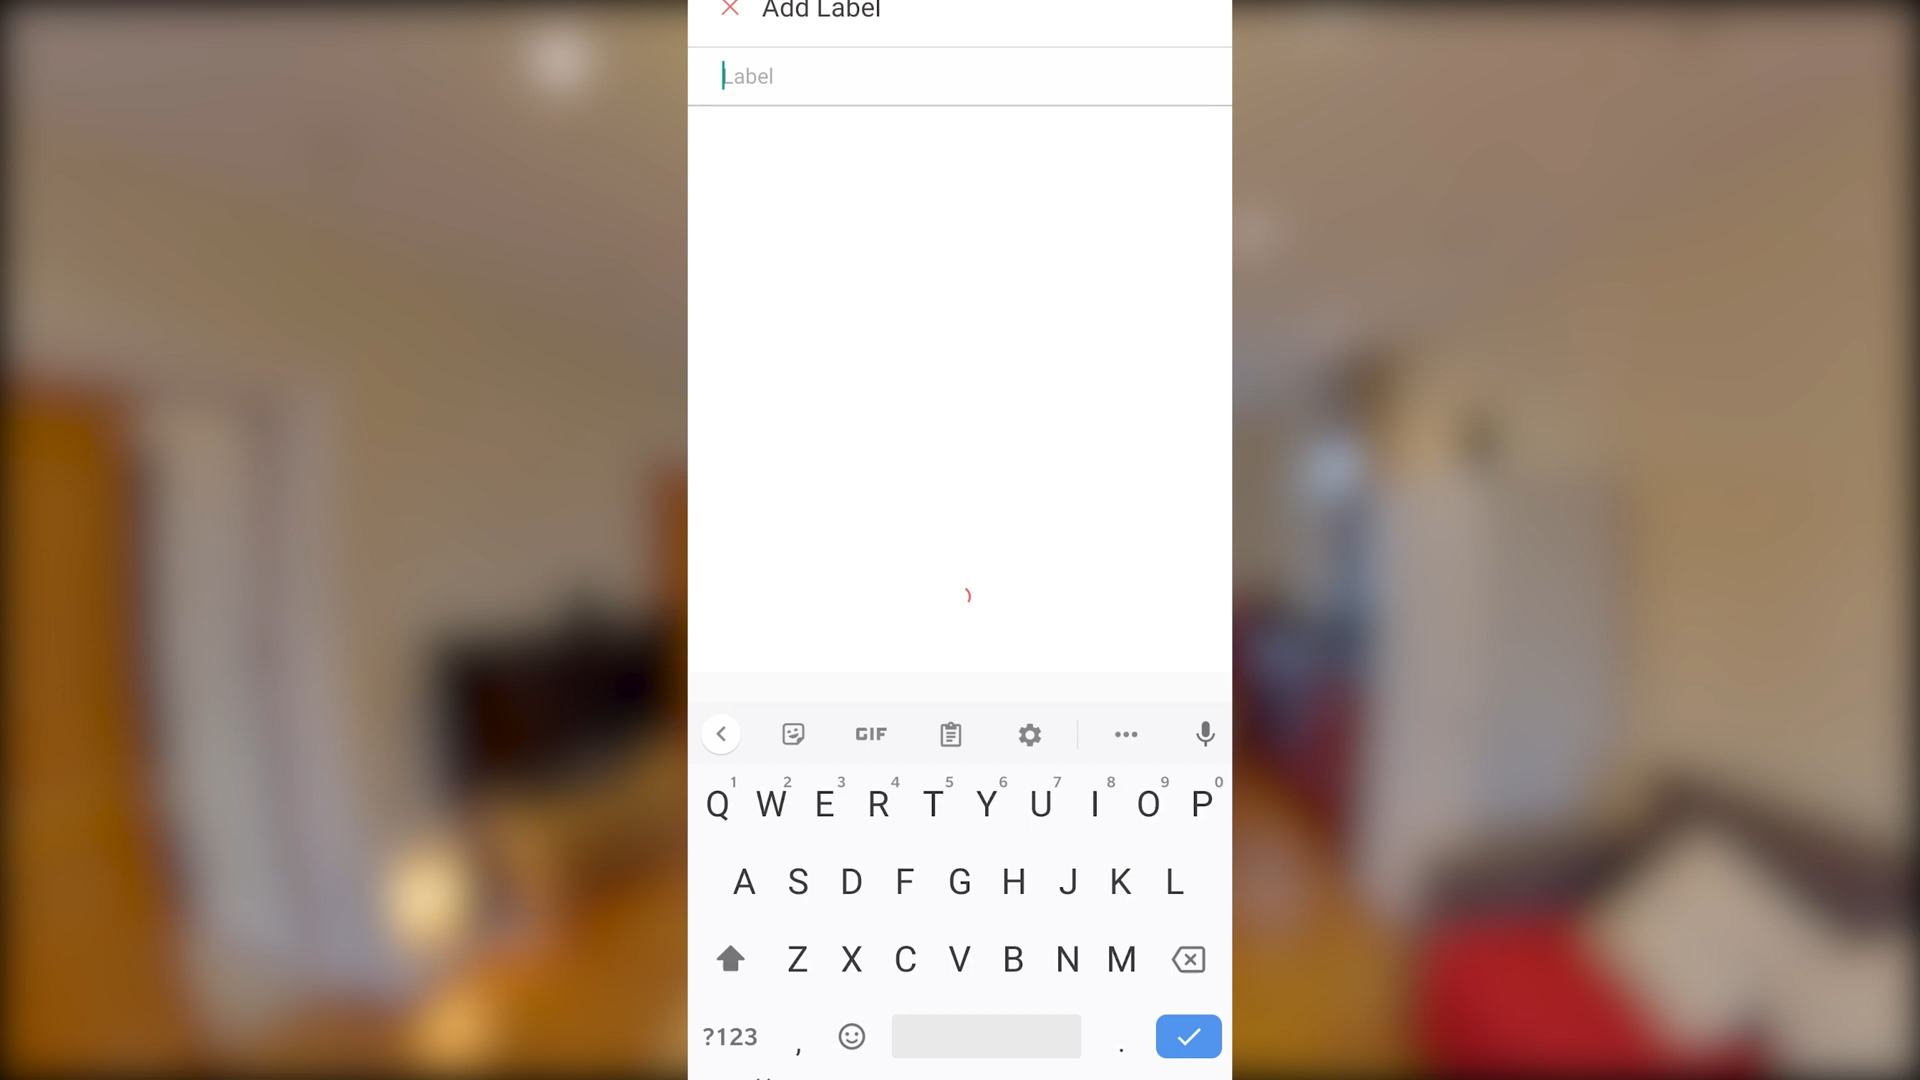 Add Label
Label
GIF
1 2 3 4 5 6 7 8 9 0
Q W E R T Y U I O P
A S D F G H J K L
Z X C V B N M
?123 , .